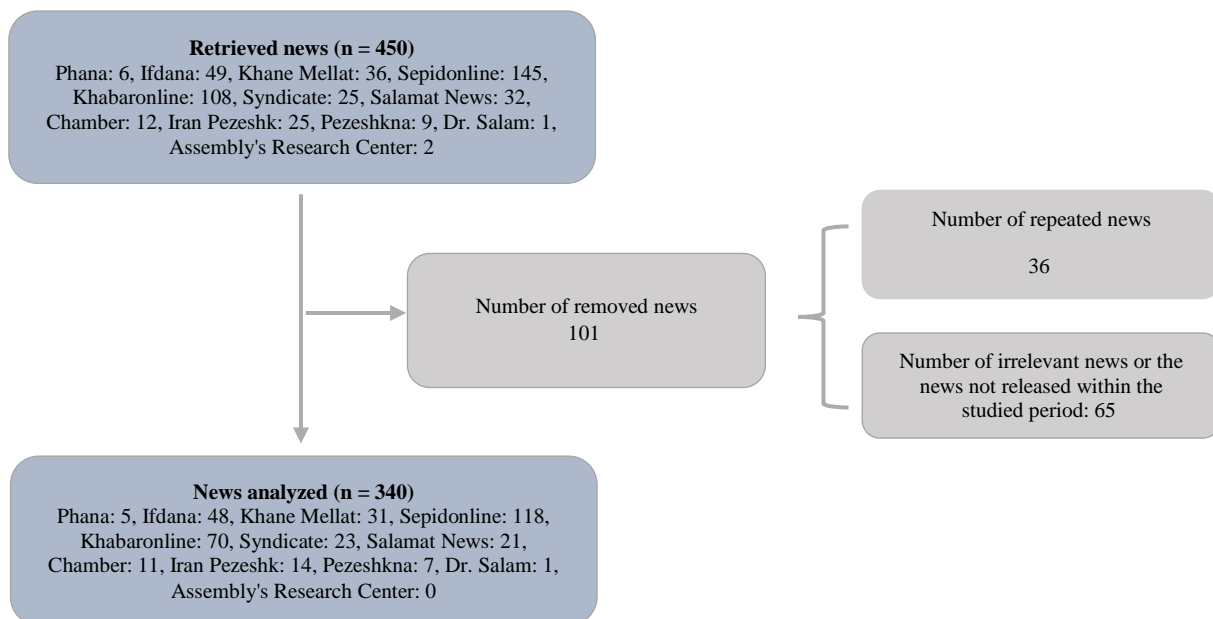 Retrieved news (n = 450)
Phana: 6, Ifdana: 49, Khane Mellat: 36, Sepidonline: 145,
Khabaronline: 108, Syndicate: 25, Salamat News: 32,
Chamber: 12, Iran Pezeshk: 25, Pezeshkna: 9, Dr. Salam: 1,
Assembly's Research Center: 2
Number of repeated news
36
Number of removed news
101
Number of irrelevant news or the
news not released within the
studied period: 65
News analyzed (n = 340)
Phana: 5, Ifdana: 48, Khane Mellat: 31, Sepidonline: 118,
Khabaronline: 70, Syndicate: 23, Salamat News: 21,
Chamber: 11, Iran Pezeshk: 14, Pezeshkna: 7, Dr. Salam: 1,
Assembly's Research Center: 0